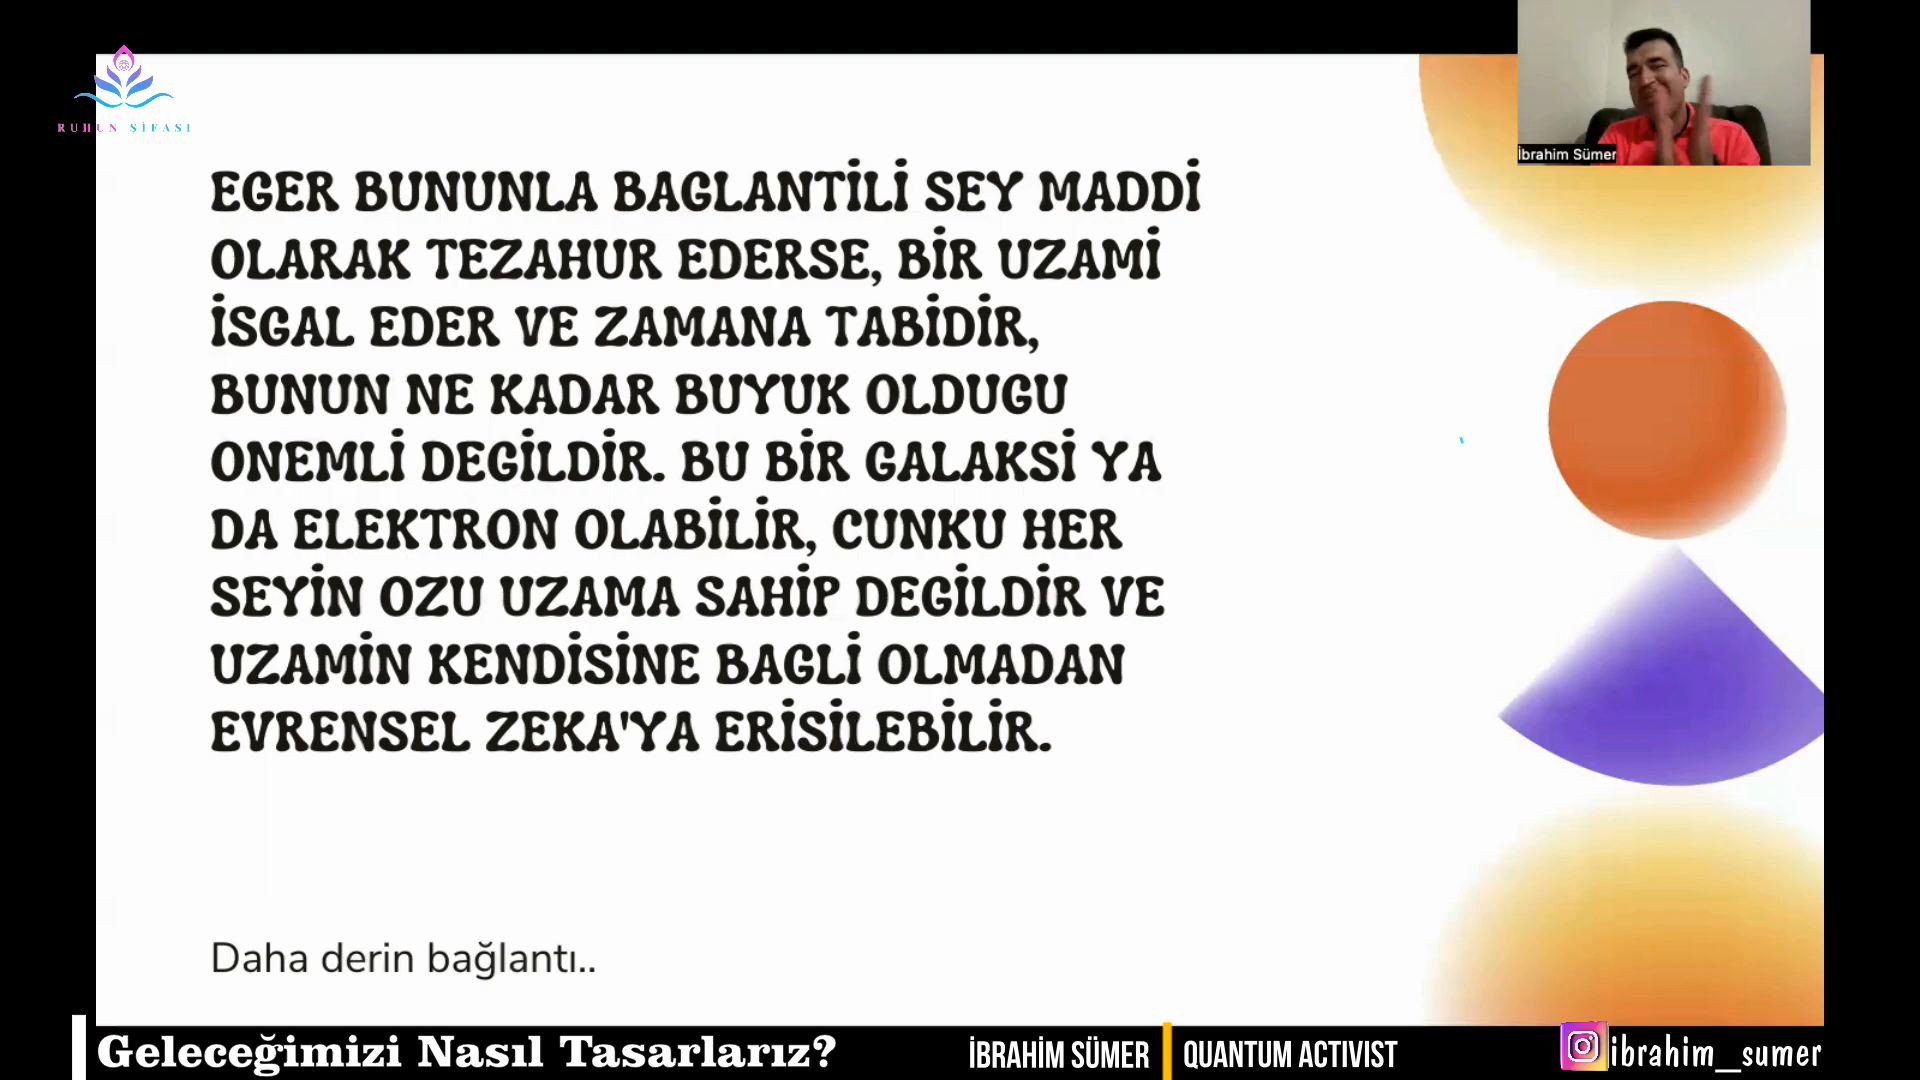 RUHUN ŞİFASI
İbrahim Sümer
EGER BUNUNLA BAGLANTİLİ SEY MADDİ
OLARAK TEZAHUR EDERSE, BİR UZAMİ
İSGAL EDER VE ZAMANA TABİDİR,
BUNUN NE KADAR BUYUK OLDUGU
ONEMLİ DEGİLDİR. BU BİR GALAKSİ YA
DA ELEKTRON OLABİLİR, CUNKU HER
SEYİN OZU UZAMA SAHİP DEGİLDİR VE
UZAMİN KENDİSİNE BAGLİ OLMADAN
EVRENSEL ZEKA'YA ERİSİLEBİLİR.
Daha derin bağlantı..
Geleceğimizi Nasıl Tasarlarız?
İBRAHİM SÜMER
QUANTUM ACTIVIST
ibrahim_sumer